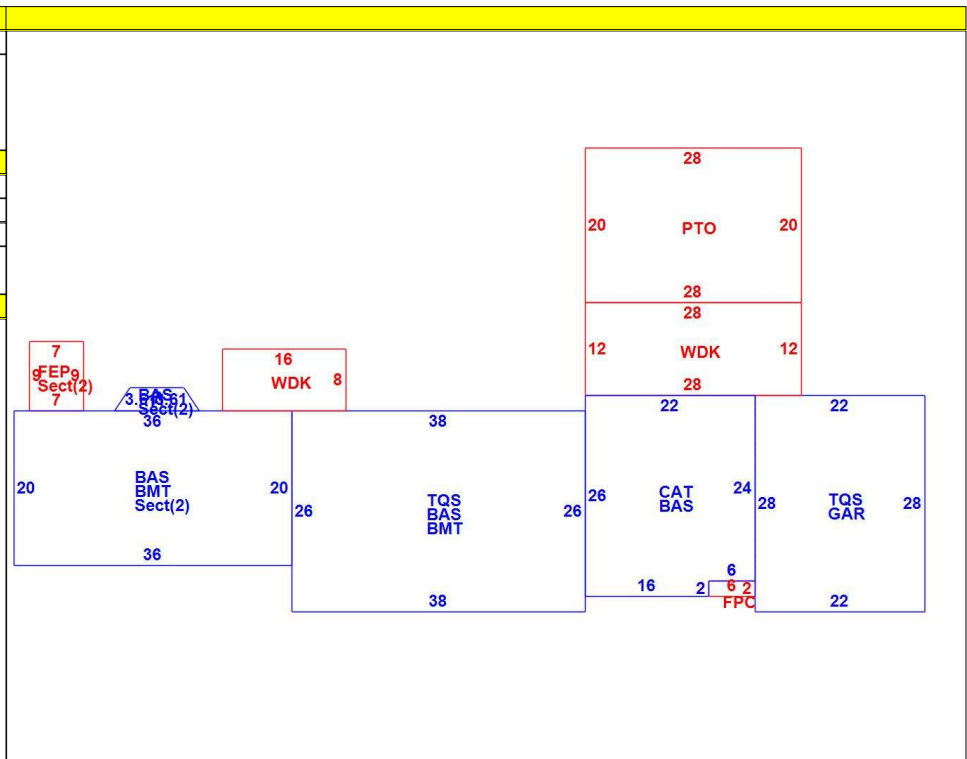 28
20 PTO 20
28
28
12 WDK 12
28
7
9 FEP 9
Sect(2)
7
16
WDK 8
BAS
Sect(2)
36
20 BAS 20
BMT
Sect(2)
36
38
26 TQS 26
BAS
BMT
38
22
26 CAT 24
BAS
6
16 2 6 2
FPC
22
28 TQS 28
GAR
22